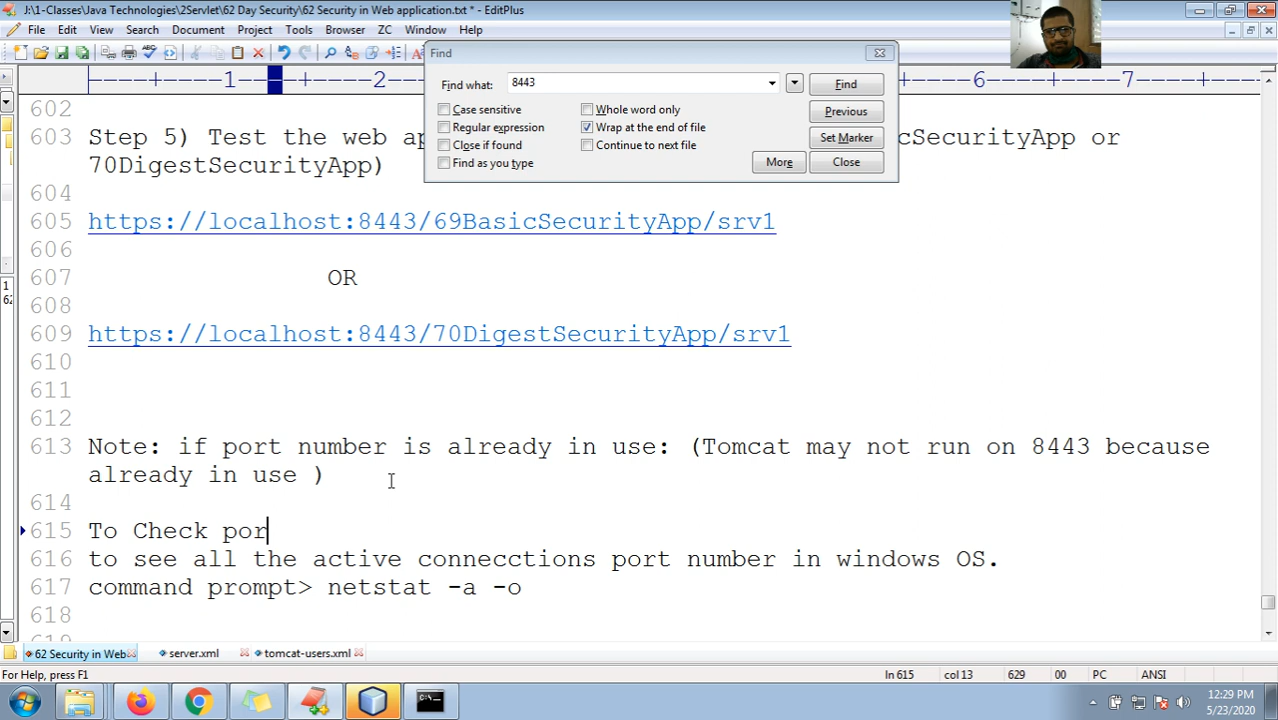 J:\1-Classes\Java Technologies\2Servlet\62 Day Security\62 Security in Web application.txt * - EditPlus
File Edit View Search Document Project Tools Browser ZC Window Help
Find
Find what: 8443 Find
Case sensitive Whole word only Previous
Regular expression Wrap at the end of file Set Marker
Close if found Continue to next file
Find as you type More Close
1 2 6 7
602
603 Step 5) Test the web ap cSecurityApp or
70DigestSecurityApp)
604
605 https://localhost:8443/69BasicSecurityApp/srv1
606
607 OR
608
609 https://localhost:8443/70DigestSecurityApp/srv1
610
611
612
613 Note: if port number is already in use: (Tomcat may not run on 8443 because
already in use )
614
615 To Check por
616 to see all the active connecctions port number in windows OS.
617 command prompt> netstat -a -o
618
62 Security in Web server.xml tomcat-users.xml
For Help, press F1 ln 615 col 13 629 00 PC ANSI
12:29 PM
5/23/2020